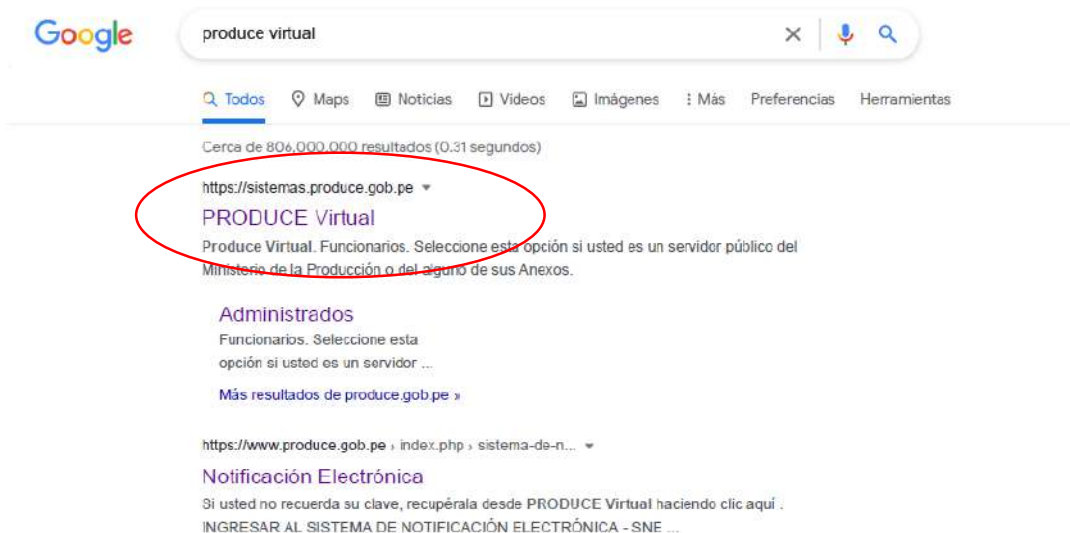 Google
produce virtual
Todos Maps Noticias Videos Imágenes Más Preferencias Herramientas
Cerca de 806,000,000 resultados (0.31 segundos)
https://sistemas.produce.gob.pe
PRODUCE Virtual
Produce Virtual. Funcionarios. Seleccione esta opción si usted es un servidor público del
Ministerio de la Producción o del alguno de sus Anexos.
Administrados
Funcionarios. Seleccione esta
opción si usted es un servidor ...
Más resultados de produce.gob.pe »
https://www.produce.gob.pe › index.php › sistema-de-n...
Notificación Electrónica
Si usted no recuerda su clave, recupérala desde PRODUCE Virtual haciendo clic aquí .
INGRESAR AL SISTEMA DE NOTIFICACIÓN ELECTRÓNICA - SNE ...